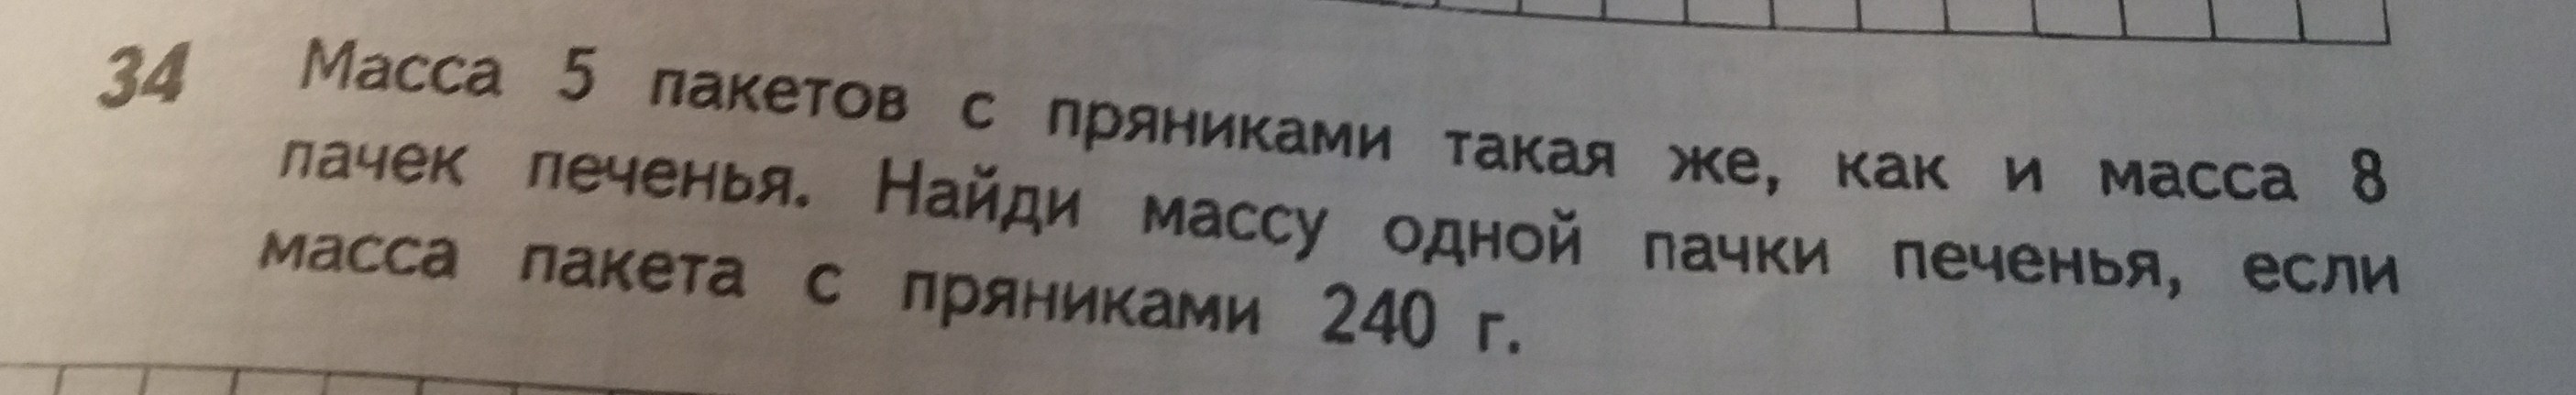 34 Масса 5 пакетов с пряниками такая же, как и масса 8
пачек печенья. Найди массу одной пачки печенья, если
масса пакета с пряниками 240 г.